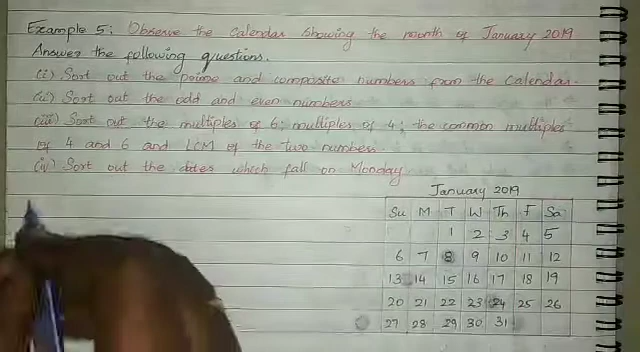 Example 5: Observe the Calendar showing the month of January 2019
Answer the following questions.
(i) Sort out the prime and composite numbers from the Calendar.
(ii) Sort out the odd and even numbers
(iii) Sort out the multiples of 6; multiples of 4; the common multiples
of 4 and 6 and LCM of the two numbers.
(iv) Sort out the dates which fall on Monday
January 2019
Su M T W Th F Sa
1 2 3 4 5
6 7 8 9 10 11 12
13 14 15 16 17 18 19
20 21 22 23 24 25 26
27 28 29 30 31